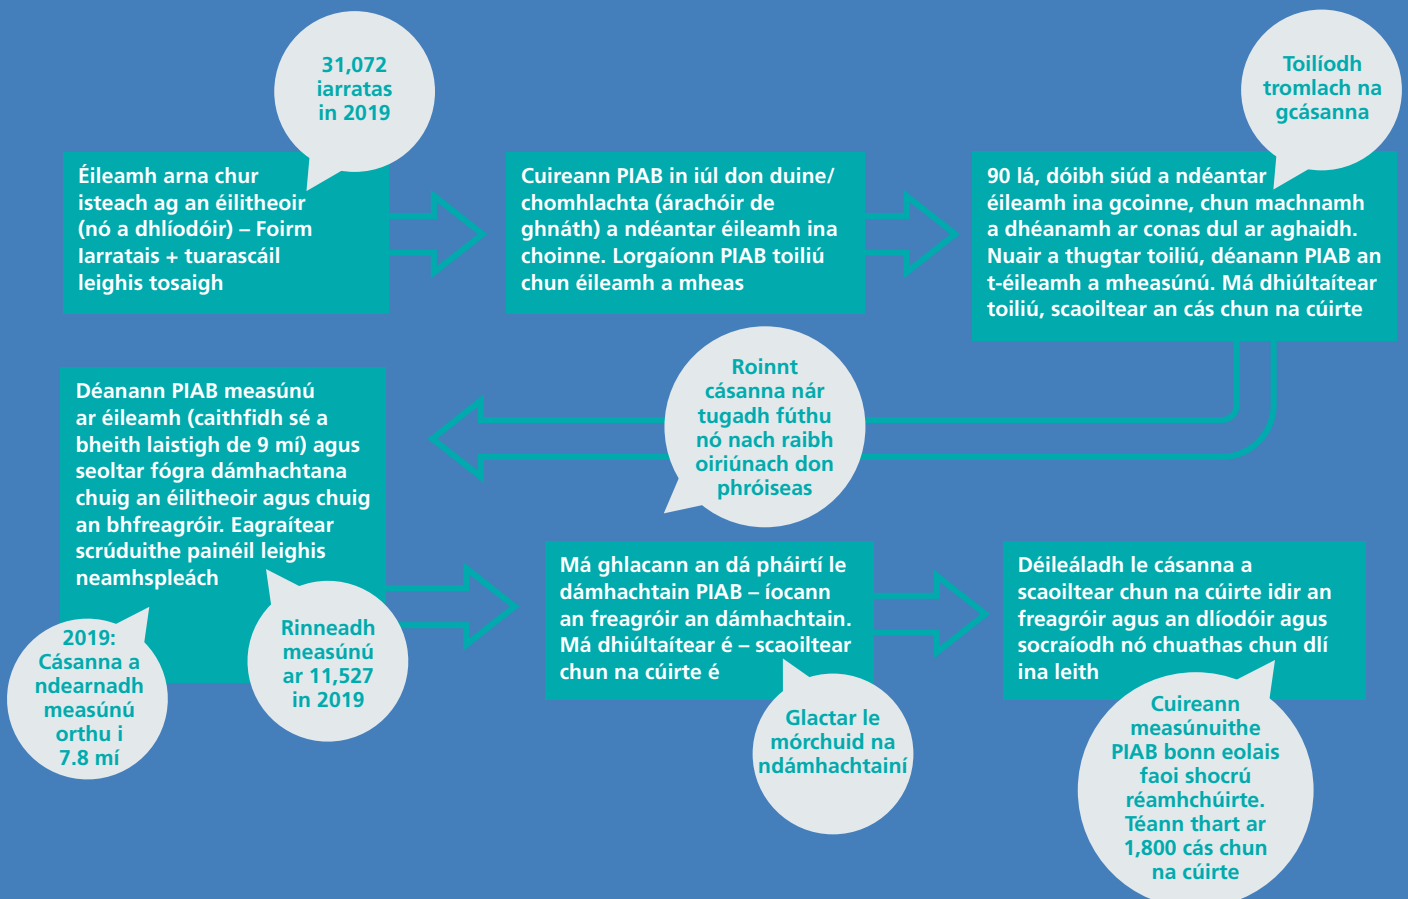 31,072
iarratas
in 2019
Éileamh arna chur
isteach ag an éilitheoir
(nó a dhlíodóir) – Foirm
Iarratais + tuarascáil
leighis tosaigh
Cuireann PIAB in iúl don duine/
chomhlachta (árachóir de
ghnáth) a ndéantar éileamh ina
choinne. Lorgaíonn PIAB toiliú
chun éileamh a mheas
Toilíodh
tromlach na
gcásanna
90 lá, dóibh siúd a ndéantar
éileamh ina gcoinne, chun machnamh
a dhéanamh ar conas dul ar aghaidh.
Nuair a thugtar toiliú, déanann PIAB an
t-éileamh a mheasúnú. Má dhiúltaítear
toiliú, scaoiltear an cás chun na cúirte
Roinnt
cásanna nár
tugadh fúthu
nó nach raibh
oiriúnach don
phróiseas
Déanann PIAB measúnú
ar éileamh (caithfidh sé a
bheith laistigh de 9 mí) agus
seoltar fógra dámhachtana
chuig an éilitheoir agus chuig
an bhfreagróir. Eagraítear
scrúduithe painéil leighis
neamhspleách
2019:
Cásanna a
ndearnadh
measúnú
orthu i
7.8 mí
Rinneadh
measúnú
ar 11,527
in 2019
Má ghlacann an dá pháirtí le
dámhachtain PIAB – íocann
an freagróir an dámhachtain.
Má dhiúltaítear é – scaoiltear
chun na cúirte é
Glactar le
mórchuid na
ndámhachtainí
Déileáladh le cásanna a
scaoiltear chun na cúirte idir an
freagróir agus an dlíodóir agus
socraíodh nó chuathas chun dlí
ina leith
Cuireann
measúnuithe
PIAB bonn eolais
faoi shocrú
réamhchúirte.
Téann thart ar
1,800 cás chun
na cúirte